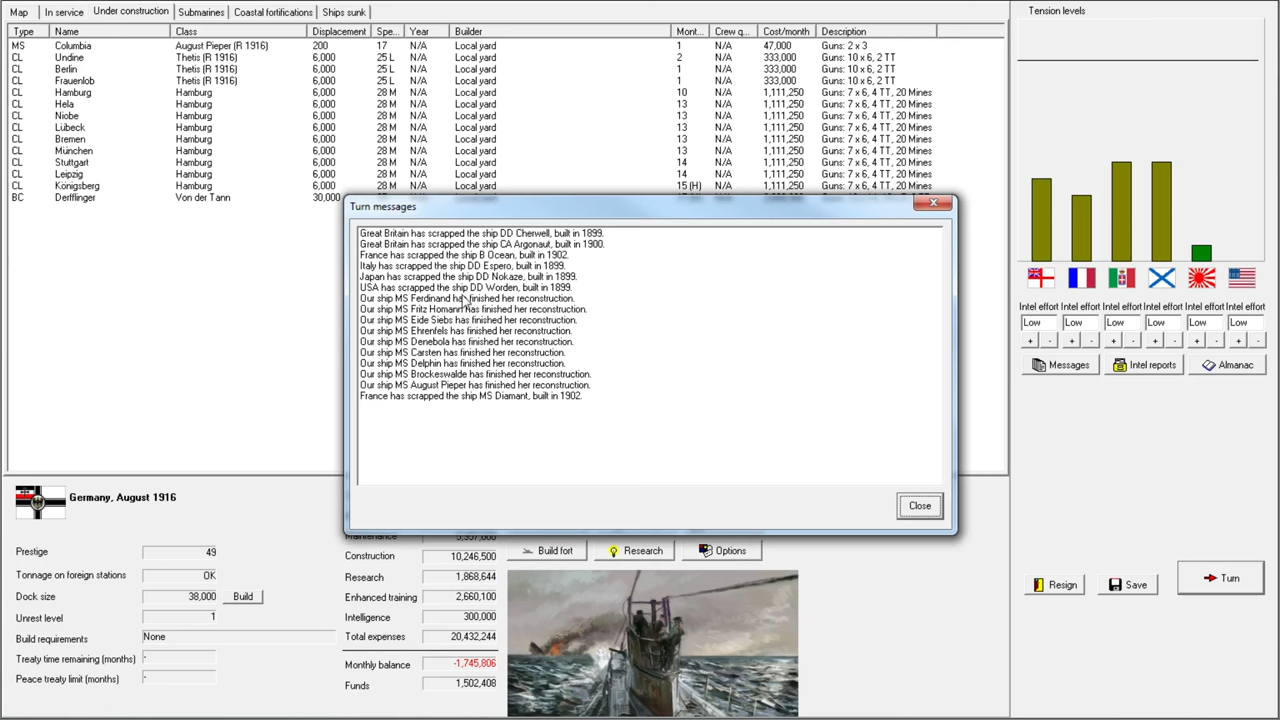 Map In service Under construction Submarines Coastal fortifications Ships sunk
Type Name Class Displacement Spe... Year Builder Mont... Crew q... Cost/month Description
MS Columbia August Pieper (R 1916) 200 17 N/A Local yard 1 N/A 47,000 Guns: 2 x 3
CL Undine Thetis (R 1916) 6,000 25 L N/A Local yard 2 N/A 333,000 Guns: 10 x 6, 2 TT
CL Berlin Thetis (R 1916) 6,000 25 L N/A Local yard 1 N/A 333,000 Guns: 10 x 6, 2 TT
CL Frauenlob Thetis (R 1916) 6,000 25 L N/A Local yard 1 N/A 333,000 Guns: 10 x 6, 2 TT
CL Hamburg Hamburg 6,000 28 M N/A Local yard 10 N/A 1,111,250 Guns: 7 x 6, 4 TT, 20 Mines
CL Hela Hamburg 6,000 28 M N/A Local yard 13 N/A 1,111,250 Guns: 7 x 6, 4 TT, 20 Mines
CL Niobe Hamburg 6,000 28 M N/A Local yard 13 N/A 1,111,250 Guns: 7 x 6, 4 TT, 20 Mines
CL Lübeck Hamburg 6,000 28 M N/A Local yard 13 N/A 1,111,250 Guns: 7 x 6, 4 TT, 20 Mines
CL Bremen Hamburg 6,000 28 M N/A Local yard 13 N/A 1,111,250 Guns: 7 x 6, 4 TT, 20 Mines
CL München Hamburg 6,000 28 M N/A Local yard 13 N/A 1,111,250 Guns: 7 x 6, 4 TT, 20 Mines
CL Stuttgart Hamburg 6,000 28 M N/A Local yard 14 N/A 1,111,250 Guns: 7 x 6, 4 TT, 20 Mines
CL Leipzig Hamburg 6,000 28 M N/A Local yard 14 N/A 1,111,250 Guns: 7 x 6, 4 TT, 20 Mines
CL Königsberg Hamburg 6,000 28 M N/A Local yard 15 (H) N/A 1,111,250 Guns: 7 x 6, 4 TT, 20 Mines
BC Derfflinger Von der Tann 30,000
Turn messages
Great Britain has scrapped the ship DD Cherwell, built in 1899.
Great Britain has scrapped the ship CA Argonaut, built in 1900.
France has scrapped the ship B Ocean, built in 1902.
Italy has scrapped the ship DD Espero, built in 1899.
Japan has scrapped the ship DD Nokaze, built in 1899.
USA has scrapped the ship DD Worden, built in 1899.
Our ship MS Ferdinand has finished her reconstruction.
Our ship MS Fritz Homann has finished her reconstruction.
Our ship MS Eide Siebs has finished her reconstruction.
Our ship MS Ehrenfels has finished her reconstruction.
Our ship MS Denebola has finished her reconstruction.
Our ship MS Carsten has finished her reconstruction.
Our ship MS Delphin has finished her reconstruction.
Our ship MS Brockeswalde has finished her reconstruction.
Our ship MS August Pieper has finished her reconstruction.
France has scrapped the ship MS Diamant, built in 1902.
Close
Tension levels
Intel effort Intel effort Intel effort Intel effort Intel effort Intel effort
Low Low Low Low Low Low
+ - + - + - + - + - + -
Messages Intel reports Almanac
Resign Save Turn
Germany, August 1916
Prestige 49
Tonnage on foreign stations OK
Dock size 38,000 Build
Unrest level 1
Build requirements None
Treaty time remaining (months) -
Peace treaty limit (months) -
Construction 10,246,500
Research 1,868,644
Enhanced training 2,660,100
Intelligence 300,000
Total expenses 20,432,244
Monthly balance -1,745,806
Funds 1,502,408
Build fort Research Options